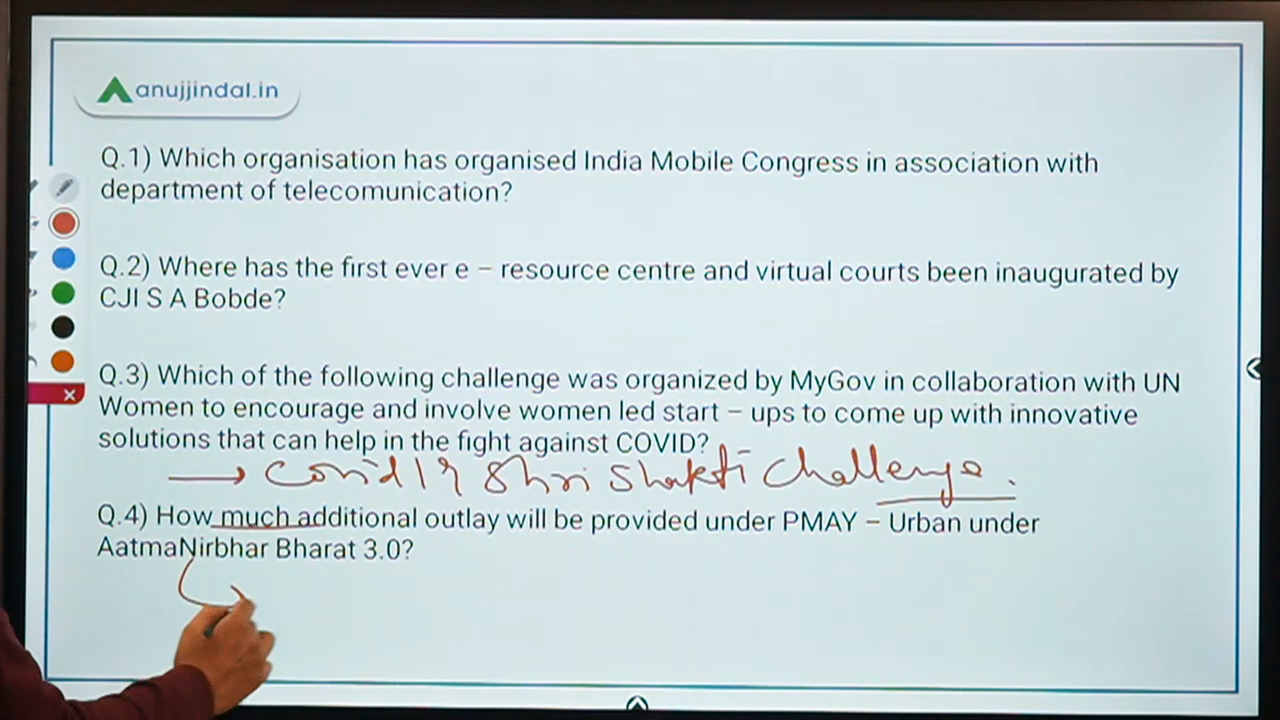 anujjindal.in
Q.1) Which organisation has organised India Mobile Congress in association with
department of telecomunication?
Q.2) Where has the first ever e – resource centre and virtual courts been inaugurated by
CJI S A Bobde?
Q.3) Which of the following challenge was organized by MyGov in collaboration with UN
Women to encourage and involve women led start – ups to come up with innovative
solutions that can help in the fight against COVID?
→ Covid 19 Shri Shakti Challenge.
Q.4) How much additional outlay will be provided under PMAY – Urban under
AatmaNirbhar Bharat 3.0?